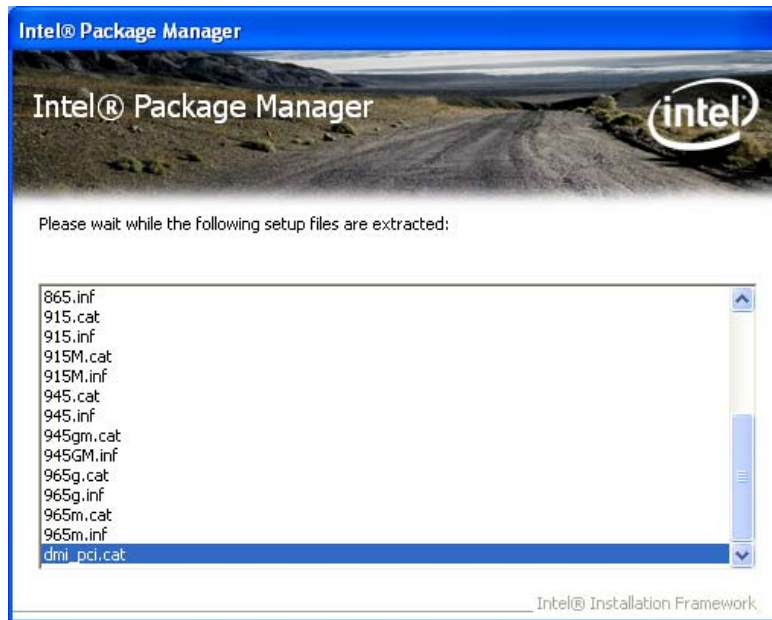 Intel® Package Manager
Intel® Package Manager
intel
Please wait while the following setup files are extracted:
865.inf
915.cat
915.inf
915M.cat
915M.inf
945.cat
945.inf
945gm.cat
945GM.inf
965g.cat
965g.inf
965m.cat
965m.inf
dmi_pci.cat
Intel® Installation Framework